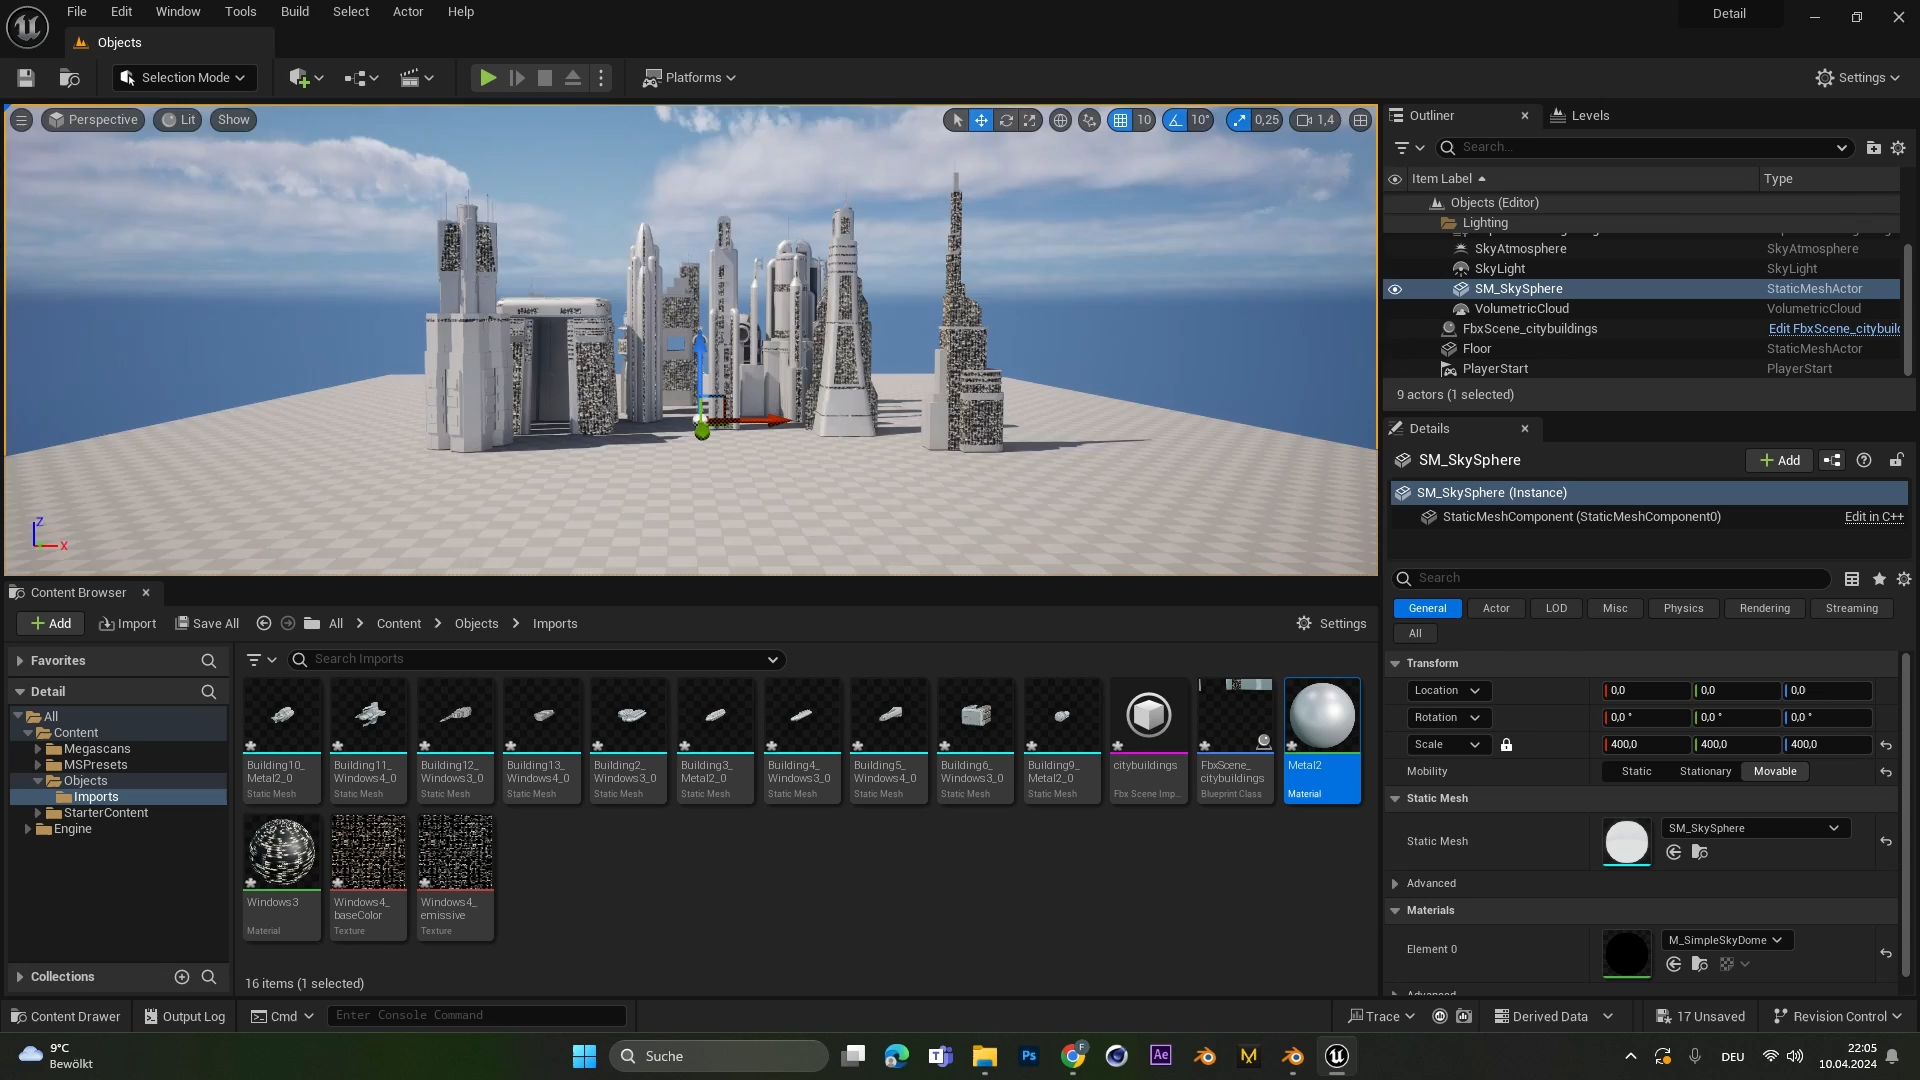 File Edit Window Tools Build Select Actor Help
Detail
Objects
Selection Mode
Platforms
Settings
Perspective Lit Show
10 10° 0,25 1,4
Z
X
Outliner
Levels
Search...
Item Label Type
Objects (Editor)
Lighting
SkyAtmosphere SkyAtmosphere
SkyLight SkyLight
SM_SkySphere StaticMeshActor
VolumetricCloud VolumetricCloud
FbxScene_citybuildings Edit FbxScene_citybuil
Floor StaticMeshActor
PlayerStart PlayerStart
9 actors (1 selected)
Details
SM_SkySphere
Add
SM_SkySphere (Instance)
StaticMeshComponent (StaticMeshComponent0) Edit in C++
Search
General Actor LOD Misc Physics Rendering Streaming
All
Transform
Location 0,0 0,0 0,0
Rotation 0,0 ° 0,0 ° 0,0 °
Scale 400,0 400,0 400,0
Mobility Static Stationary Movable
Static Mesh
Static Mesh SM_SkySphere
Advanced
Materials
Element 0 M_SimpleSkyDome
Advanced
Content Browser
Add Import Save All All Content Objects Imports Settings
Favorites
Detail
All
Content
Megascans
MSPresets
Objects
Imports
StarterContent
Engine
Collections
Search Imports
Building10_
Metal2_0
Static Mesh
Building11_
Windows4_0
Static Mesh
Building12_
Windows3_0
Static Mesh
Building13_
Windows4_0
Static Mesh
Building2_
Windows3_0
Static Mesh
Building3_
Metal2_0
Static Mesh
Building4_
Windows3_0
Static Mesh
Building5_
Windows4_0
Static Mesh
Building6_
Windows3_0
Static Mesh
Building9_
Metal2_0
Static Mesh
citybuildings
Fbx Scene Imp...
FbxScene_
citybuildings
Blueprint Class
Metal2
Material
Windows3
Material
Windows4_
baseColor
Texture
Windows4_
emissive
Texture
16 items (1 selected)
Content Drawer Output Log Cmd Enter Console Command Trace Derived Data 17 Unsaved Revision Control
9°C
Bewölkt
Suche
Ps
F
Ae
M
DEU
22:05
10.04.2024